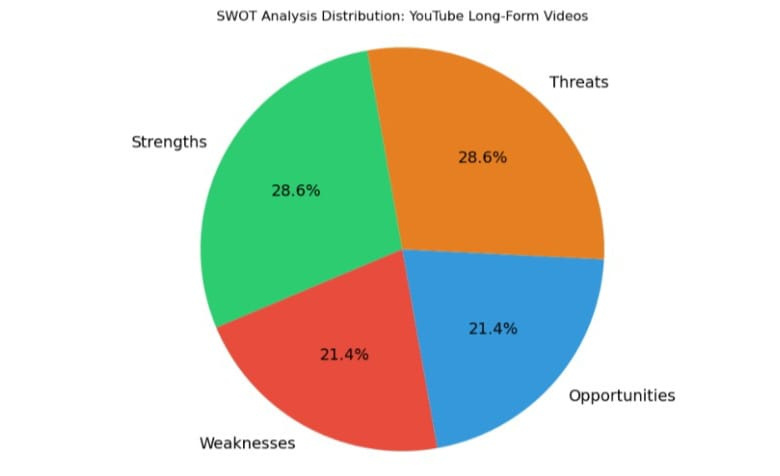 SWOT Analysis Distribution: YouTube Long-Form Videos
Threats
Strengths
28.6%
28.6%
21.4%
21.4%
Opportunities
Weaknesses